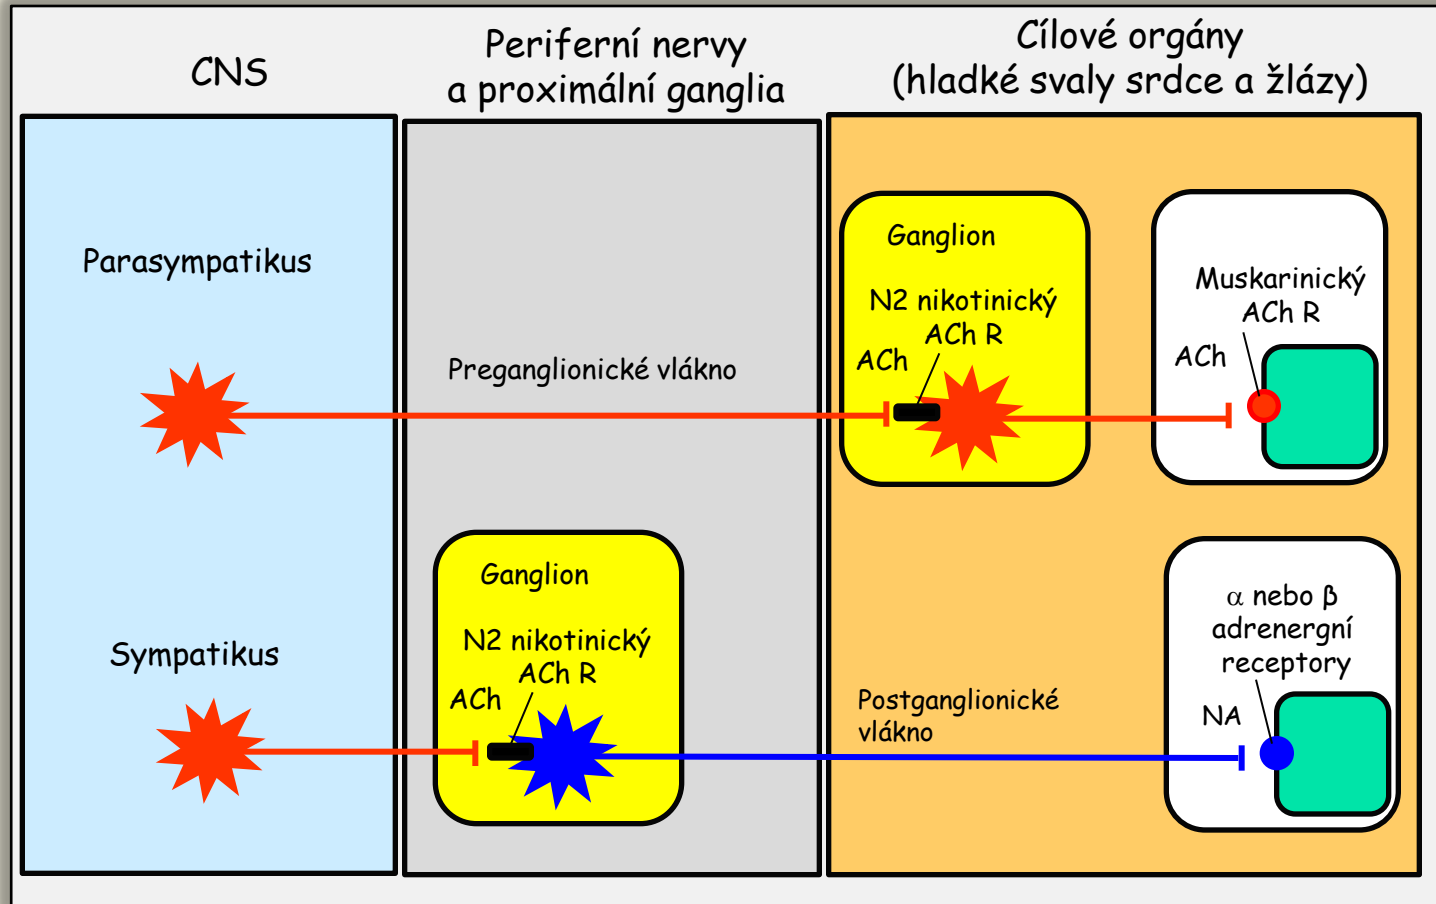 CNS
Periferní nervy
a proximální ganglia
Cílové orgány
(hladké svaly srdce a žlázy)
Parasympatikus
Preganglionické vlákno
Ganglion
N2 nikotinický
ACh R
ACh
Muskarinický
ACh R
ACh
Sympatikus
Ganglion
N2 nikotinický
ACh R
ACh
Postganglionické
vlákno
α nebo β
adrenergní
receptory
NA